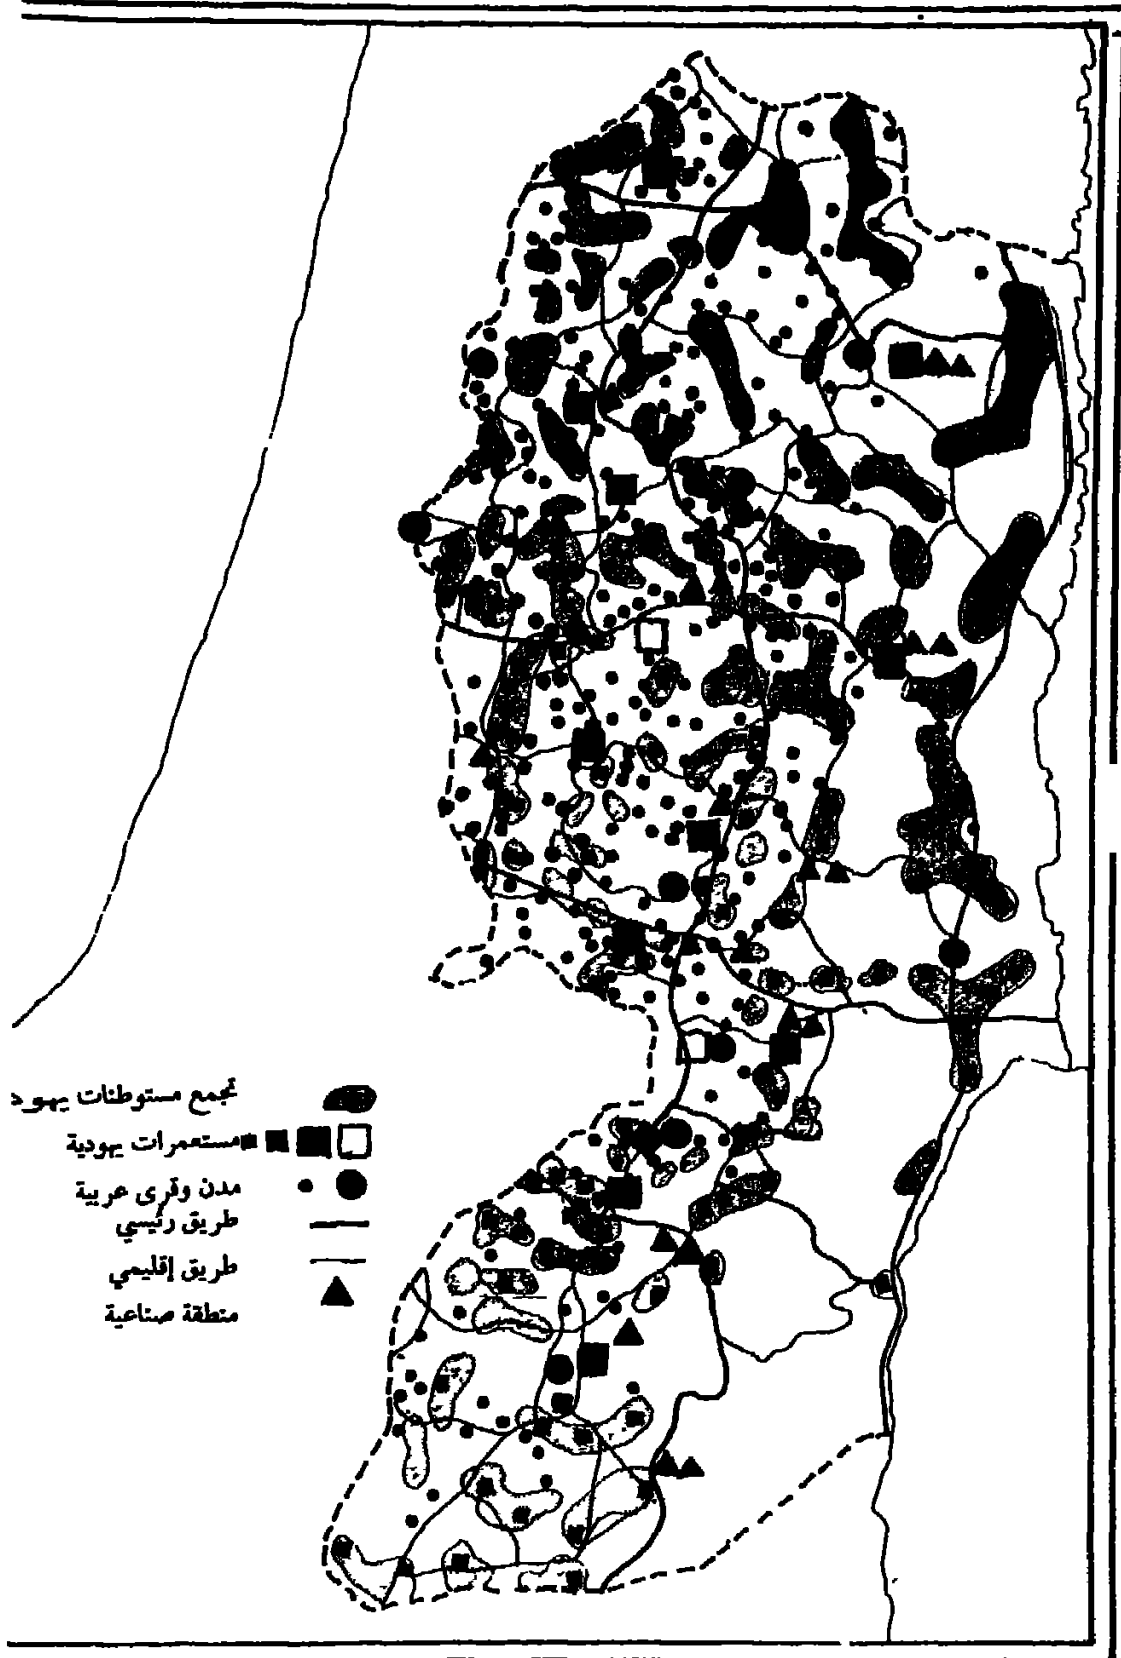 تجمع مستوطنات يهود
مستعمرات يهودية
مدن وقرى عربية
طريق رئيسي
طريق إقليمي
منطقة صناعية